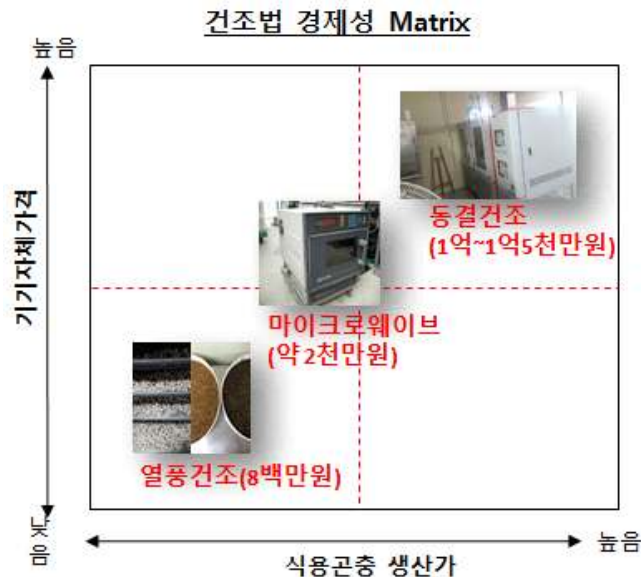 건조법 경제성 Matrix
높음
동결건조
(1억~1억5천만원)
기기자체가격
마이크로웨이브
(약2천만원)
열풍건조(8백만원)
낮음
높음
식용곤충 생산가